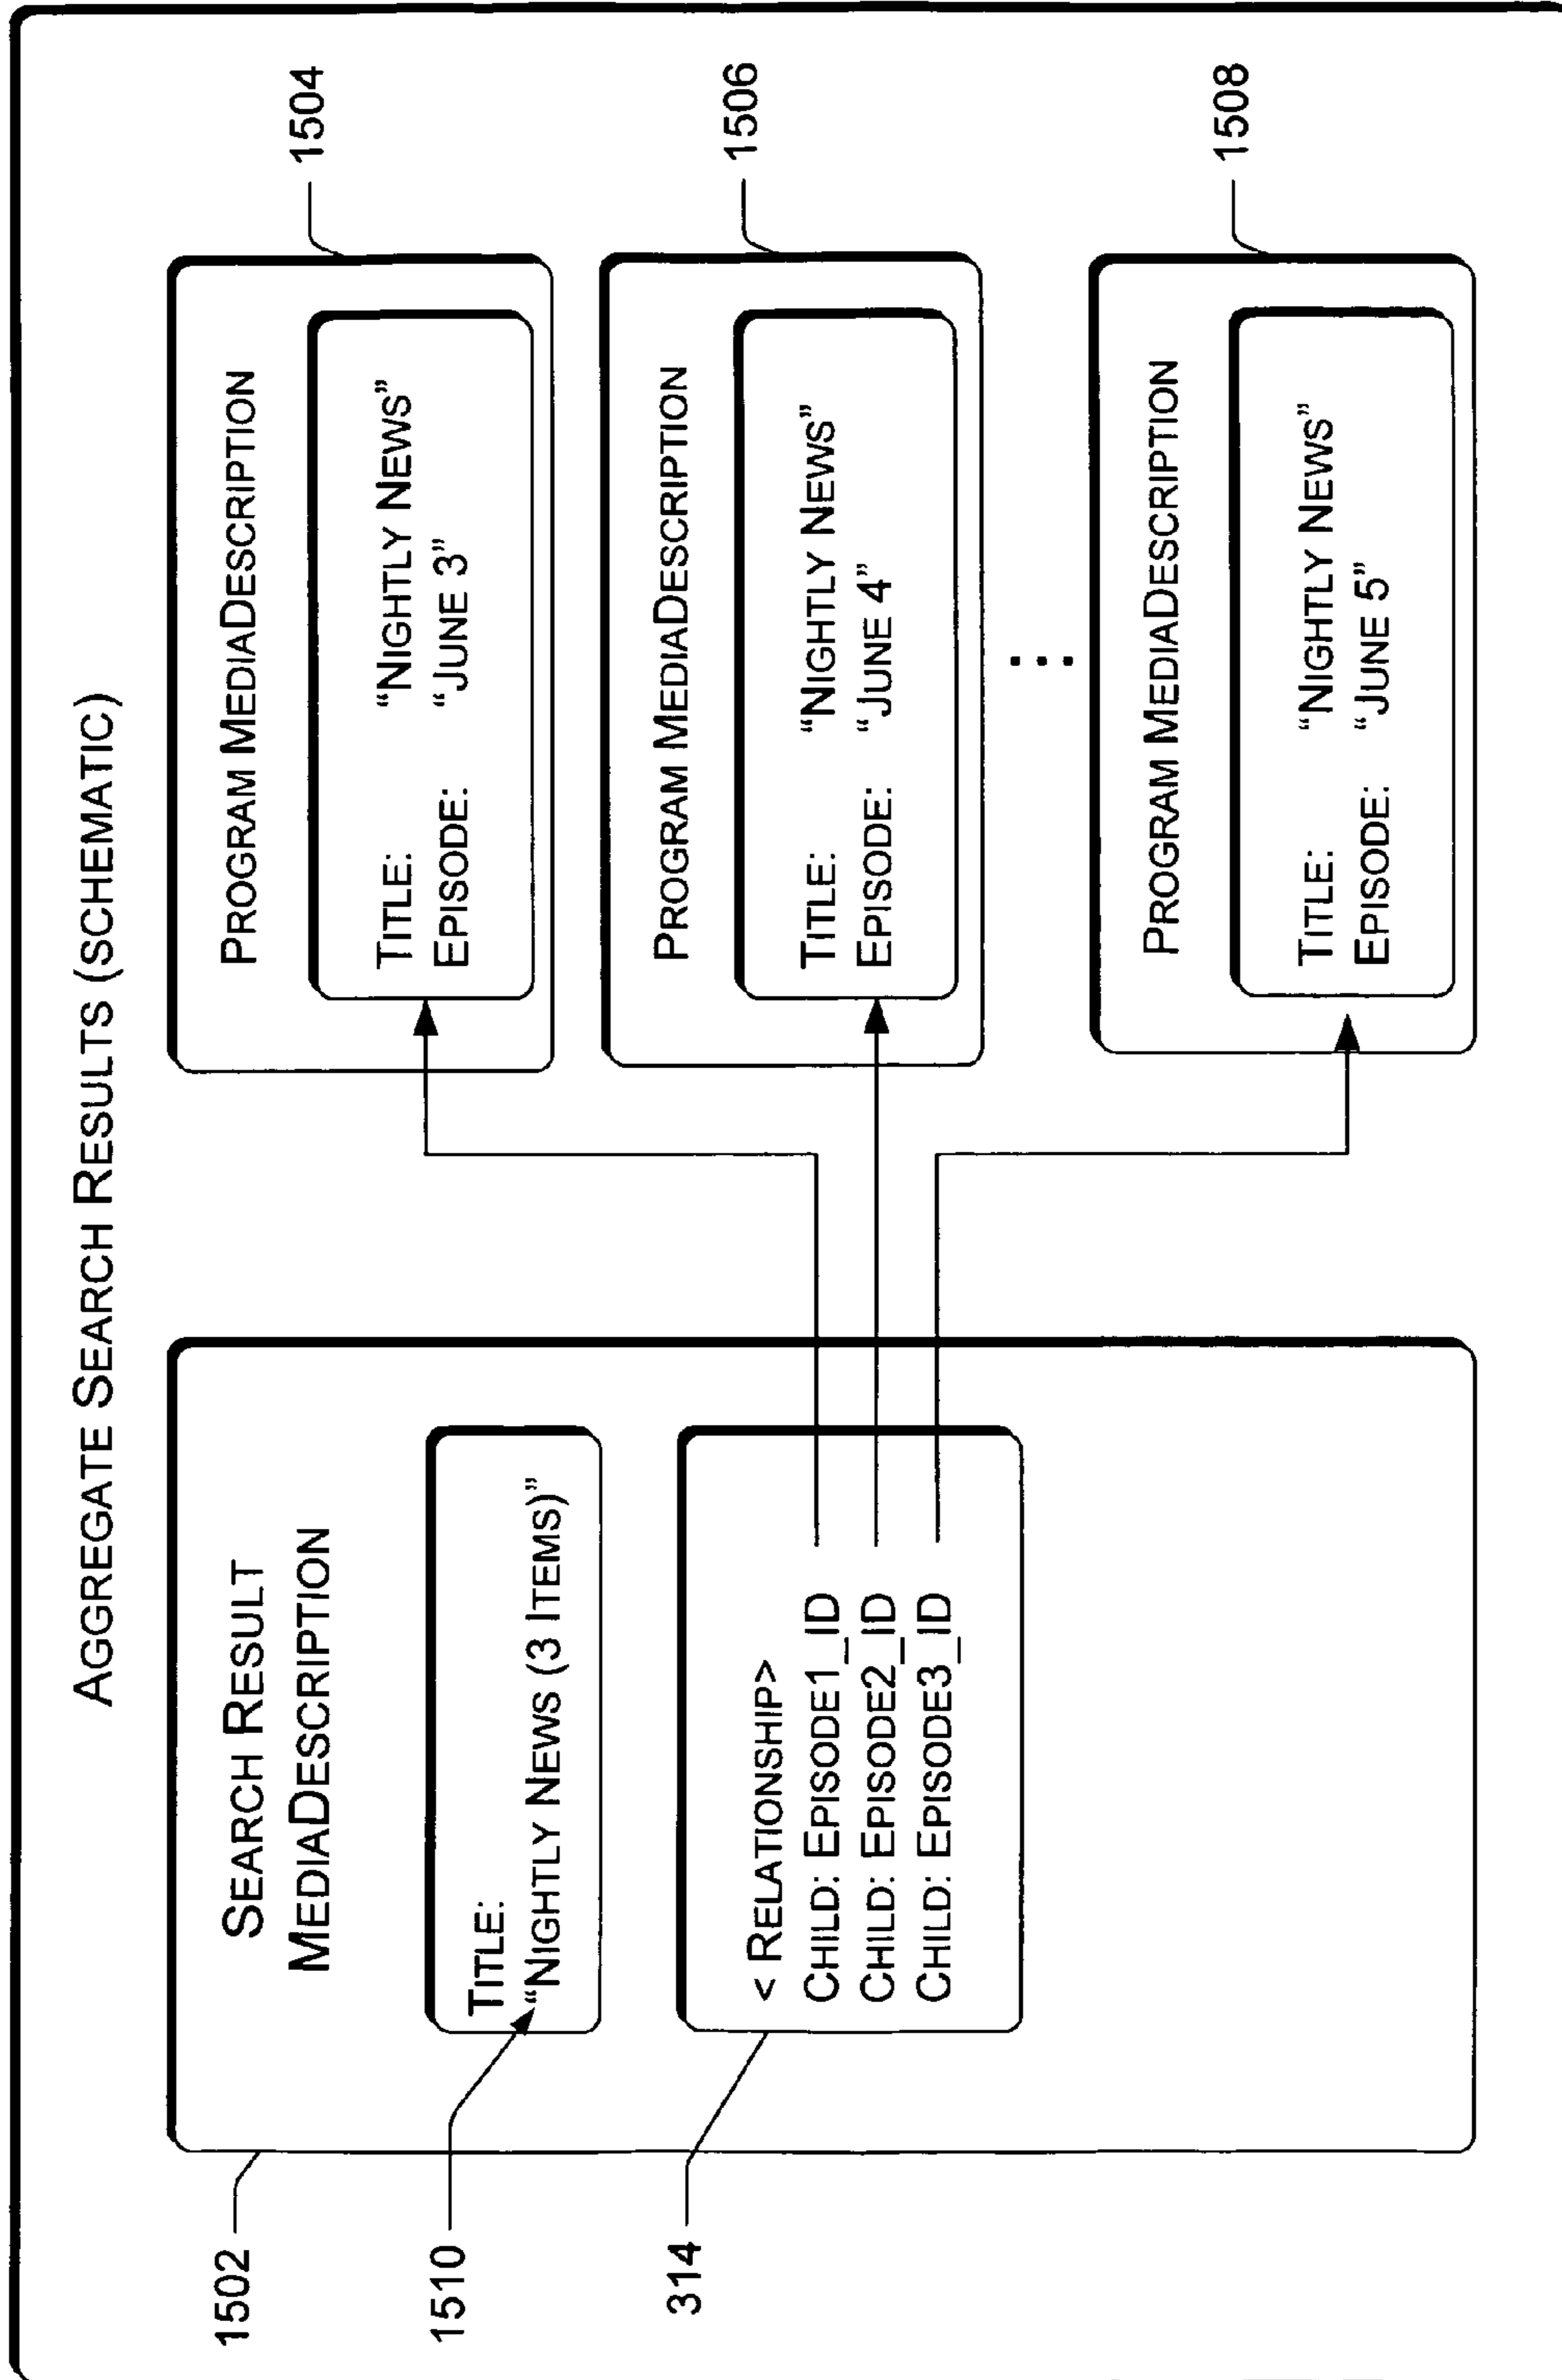 AGGREGATE SEARCH RESULTS (SCHEMATIC)
1502
SEARCH RESULT
MEDIADESCRIPTION
1510
TITLE:
“NIGHTLY NEWS (3 ITEMS)”
314
< RELATIONSHIP>
CHILD: EPISODE1_ID
CHILD: EPISODE2_ID
CHILD: EPISODE3_ID
PROGRAM MEDIADESCRIPTION
1504
TITLE: “NIGHTLY NEWS”
EPISODE: “JUNE 3”
PROGRAM MEDIADESCRIPTION
1506
TITLE: “NIGHTLY NEWS”
EPISODE: “JUNE 4”
...
PROGRAM MEDIADESCRIPTION
1508
TITLE: “NIGHTLY NEWS”
EPISODE: “JUNE 5”